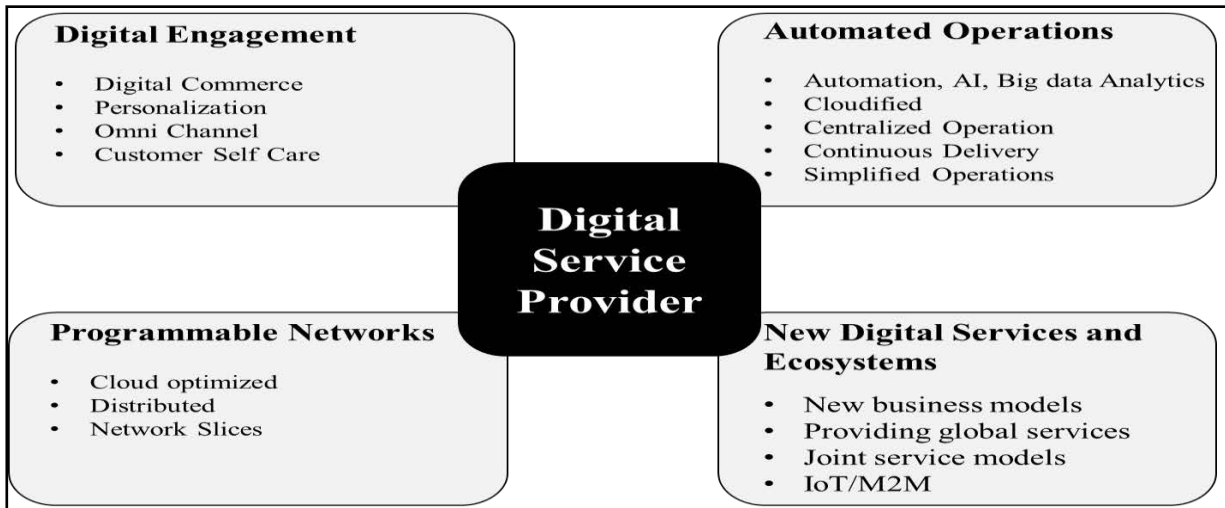 Digital Engagement
• Digital Commerce
• Personalization
• Omni Channel
• Customer Self Care
Automated Operations
• Automation, AI, Big data Analytics
• Cloudified
• Centralized Operation
• Continuous Delivery
• Simplified Operations
Digital
Service
Provider
Programmable Networks
• Cloud optimized
• Distributed
• Network Slices
New Digital Services and
Ecosystems
• New business models
• Providing global services
• Joint service models
• IoT/M2M